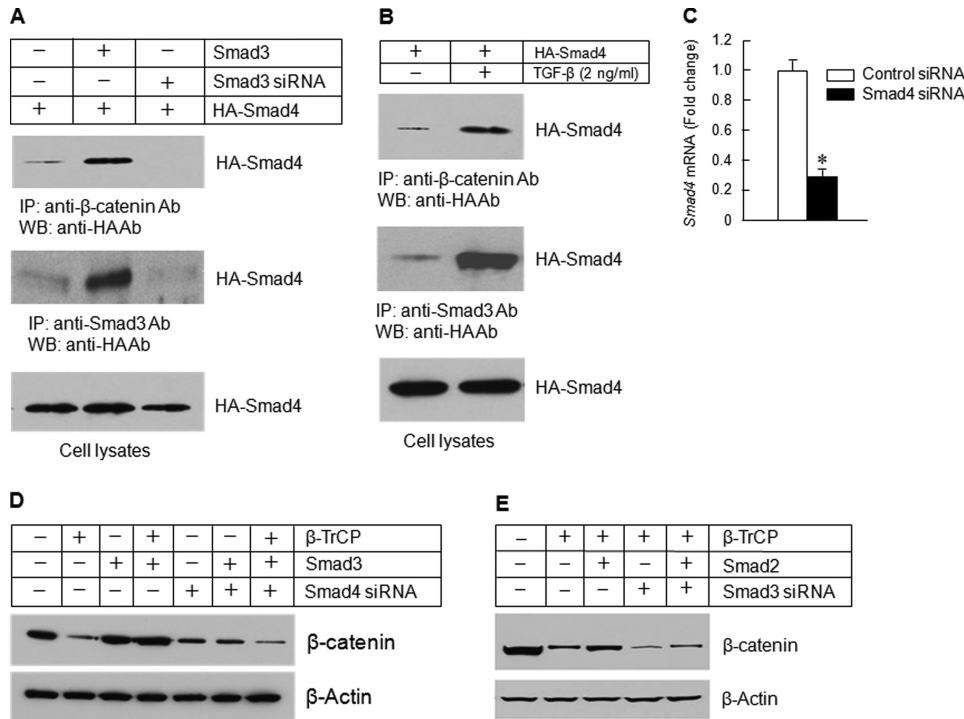 A
– + – Smad3
– – + Smad3 siRNA
+ + + HA-Smad4
HA-Smad4
IP: anti-β-catenin Ab
WB: anti-HAAb
HA-Smad4
IP: anti-Smad3 Ab
WB: anti-HAAb
HA-Smad4
Cell lysates
B
+ + HA-Smad4
– + TGF-β (2 ng/ml)
HA-Smad4
IP: anti-β-catenin Ab
WB: anti-HAAb
HA-Smad4
IP: anti-Smad3 Ab
WB: anti-HAAb
HA-Smad4
Cell lysates
C
Smad4 mRNA (Fold change)
1.2
1.0
0.8
0.6
0.4
0.2
0
*
Control siRNA
Smad4 siRNA
D
– + – + – – + β-TrCP
– – + + – + + Smad3
– – – – + + + Smad4 siRNA
β-catenin
β-Actin
E
– + + + + β-TrCP
– – + – + Smad2
– – – + + Smad3 siRNA
β-catenin
β-Actin